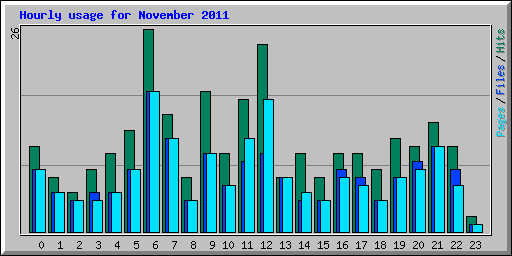 Hourly usage for November 2011
26
Pages / Files / Hits
0 1 2 3 4 5 6 7 8 9 10 11 12 13 14 15 16 17 18 19 20 21 22 23